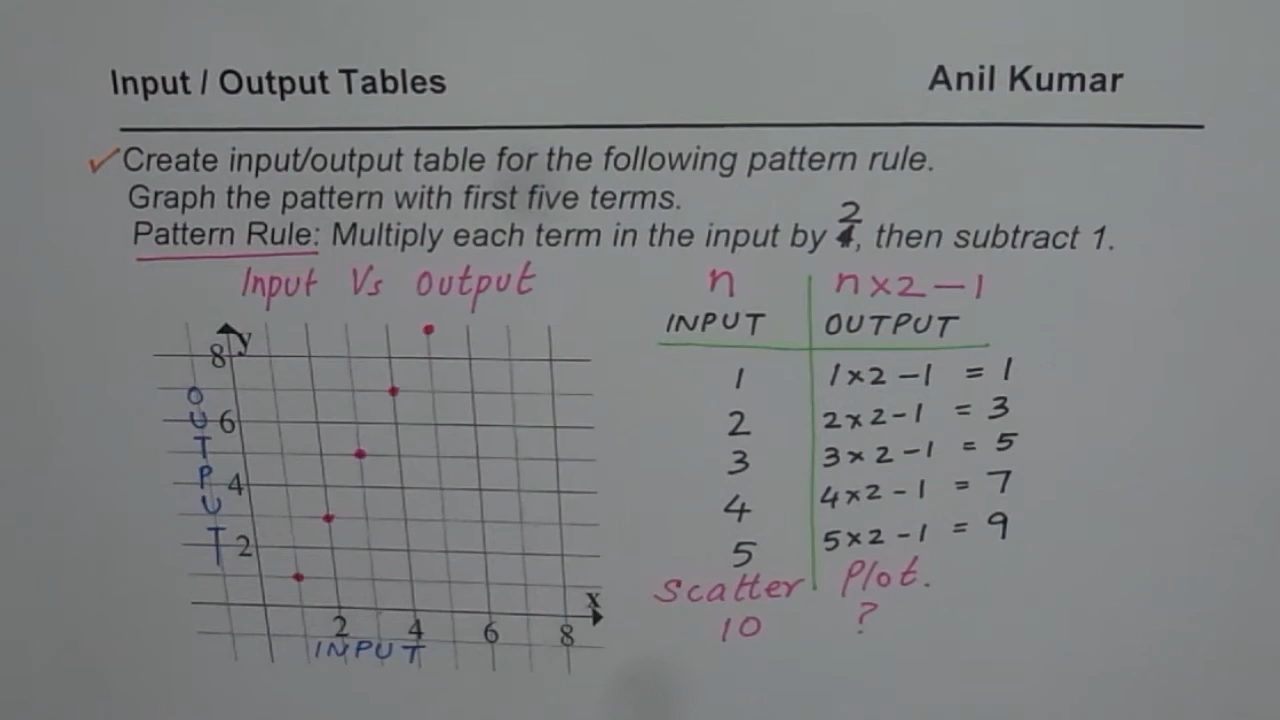 Input / Output Tables
Anil Kumar
✓Create input/output table for the following pattern rule.
Graph the pattern with first five terms.
2
Pattern Rule: Multiply each term in the input by 4, then subtract 1.
Input Vs Output
y
8
6
4
2
OUTPUT
x
2 4 6 8
INPUT
n n×2-1
INPUT OUTPUT
1 1×2-1 = 1
2 2×2-1 = 3
3 3×2-1 = 5
4 4×2-1 = 7
5 5×2-1 = 9
Scatter Plot.
10 ?